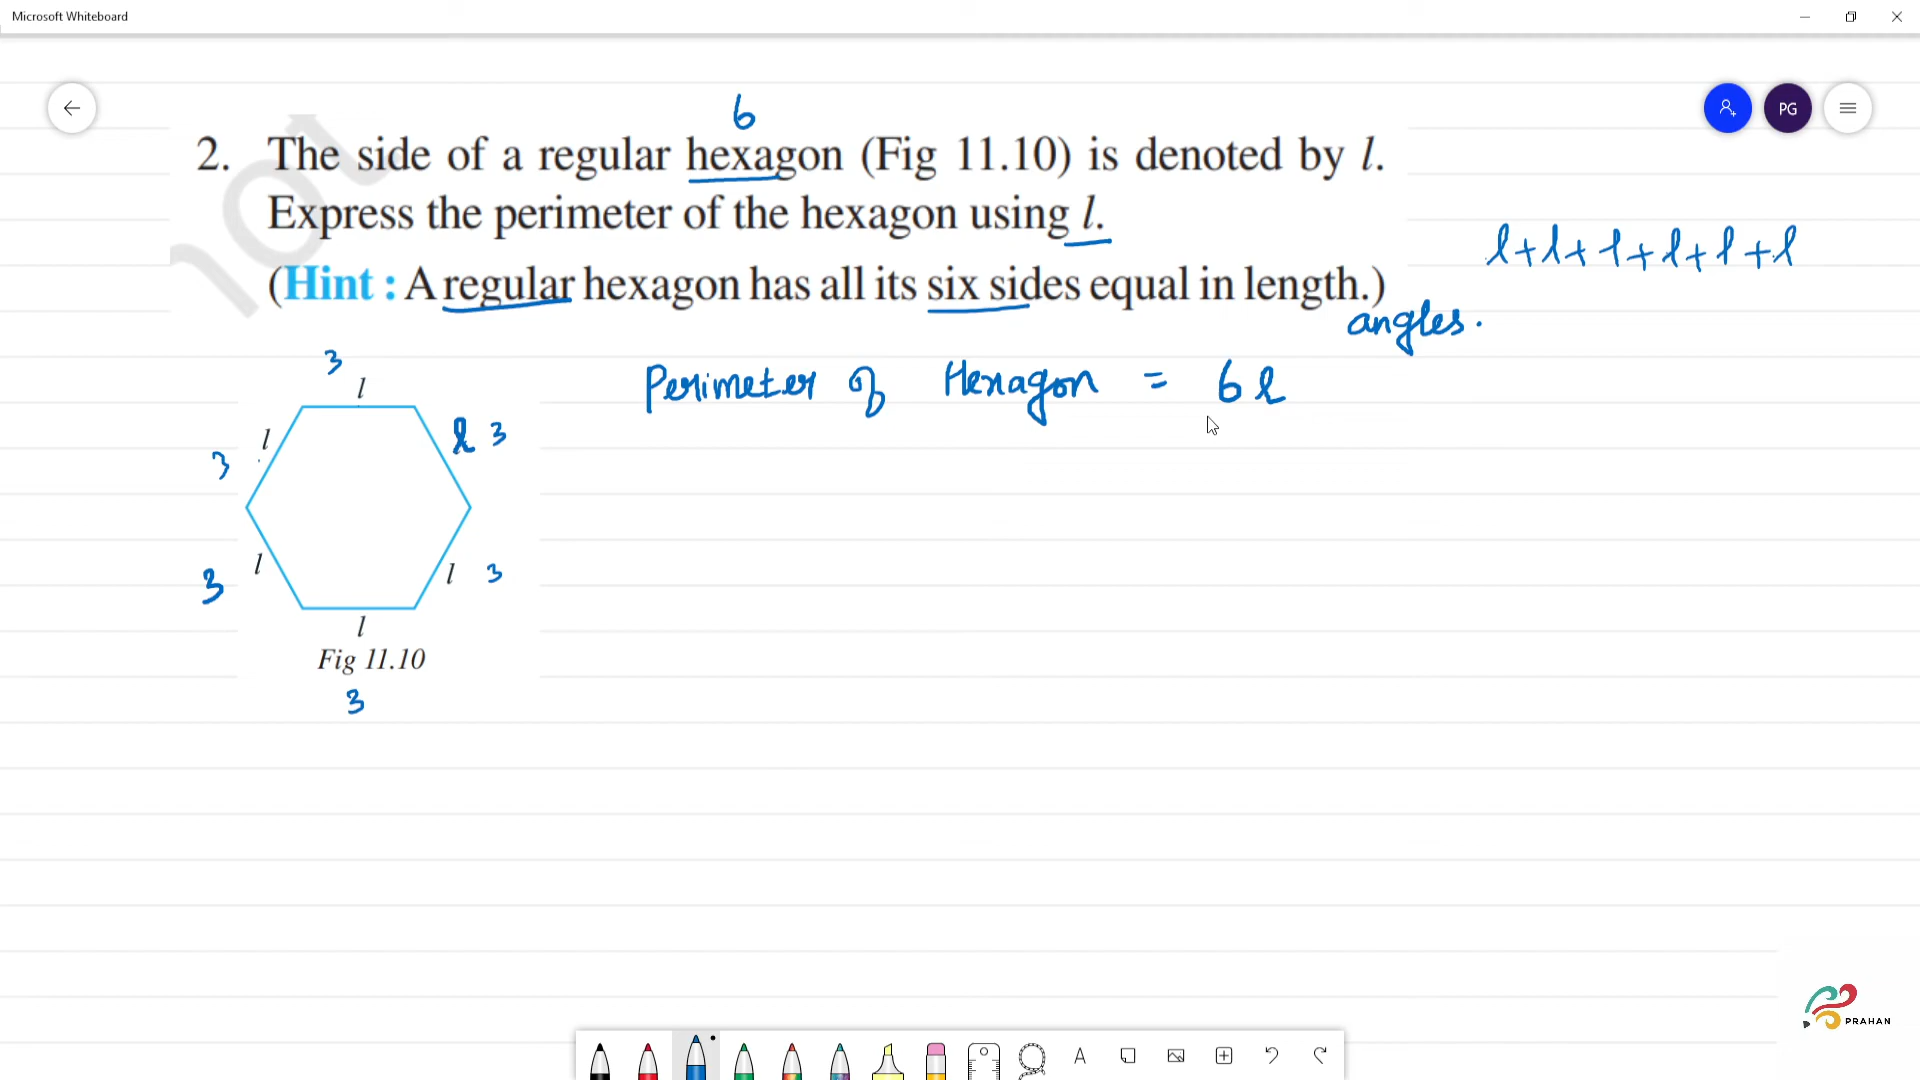 Microsoft Whiteboard
PG
6
2. The side of a regular hexagon (Fig 11.10) is denoted by l.
Express the perimeter of the hexagon using l.
l+l+l+l+l+l
(Hint : A regular hexagon has all its six sides equal in length.)
angles.
Perimeter of Hexagon = 6l
3
l
l
l 3
3
l
3
l 3
l
Fig 11.10
3
not
A
PRAHAN